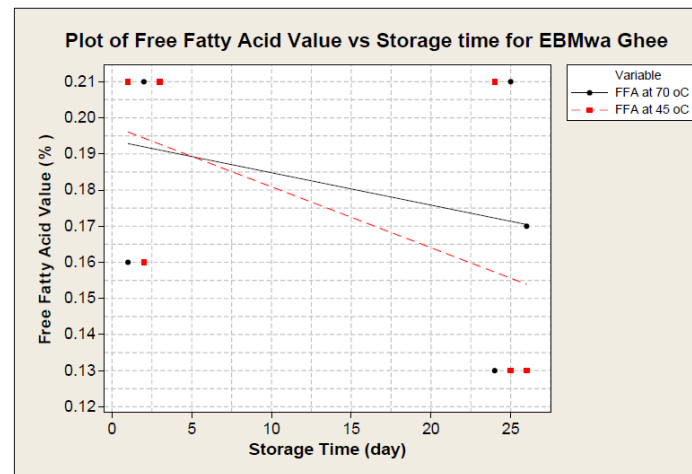 Plot of Free Fatty Acid Value vs Storage time for EBMwa Ghee
Variable
FFA at 70 oC
FFA at 45 oC
Free Fatty Acid Value (% )
0.21
0.20
0.19
0.18
0.17
0.16
0.15
0.14
0.13
0.12
0 5 10 15 20 25
Storage Time (day)